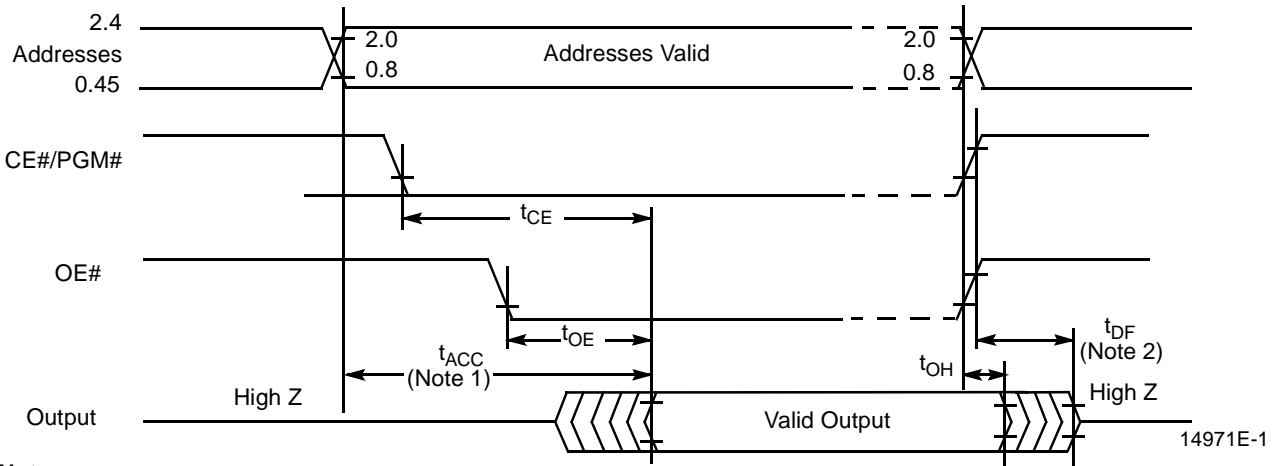 2.4
Addresses
0.45
2.0
0.8
Addresses Valid
2.0
0.8
CE#/PGM#
tCE
OE#
tOE
tACC
(Note 1)
tOH
tDF
(Note 2)
High Z
High Z
Output
Valid Output
14971E-1